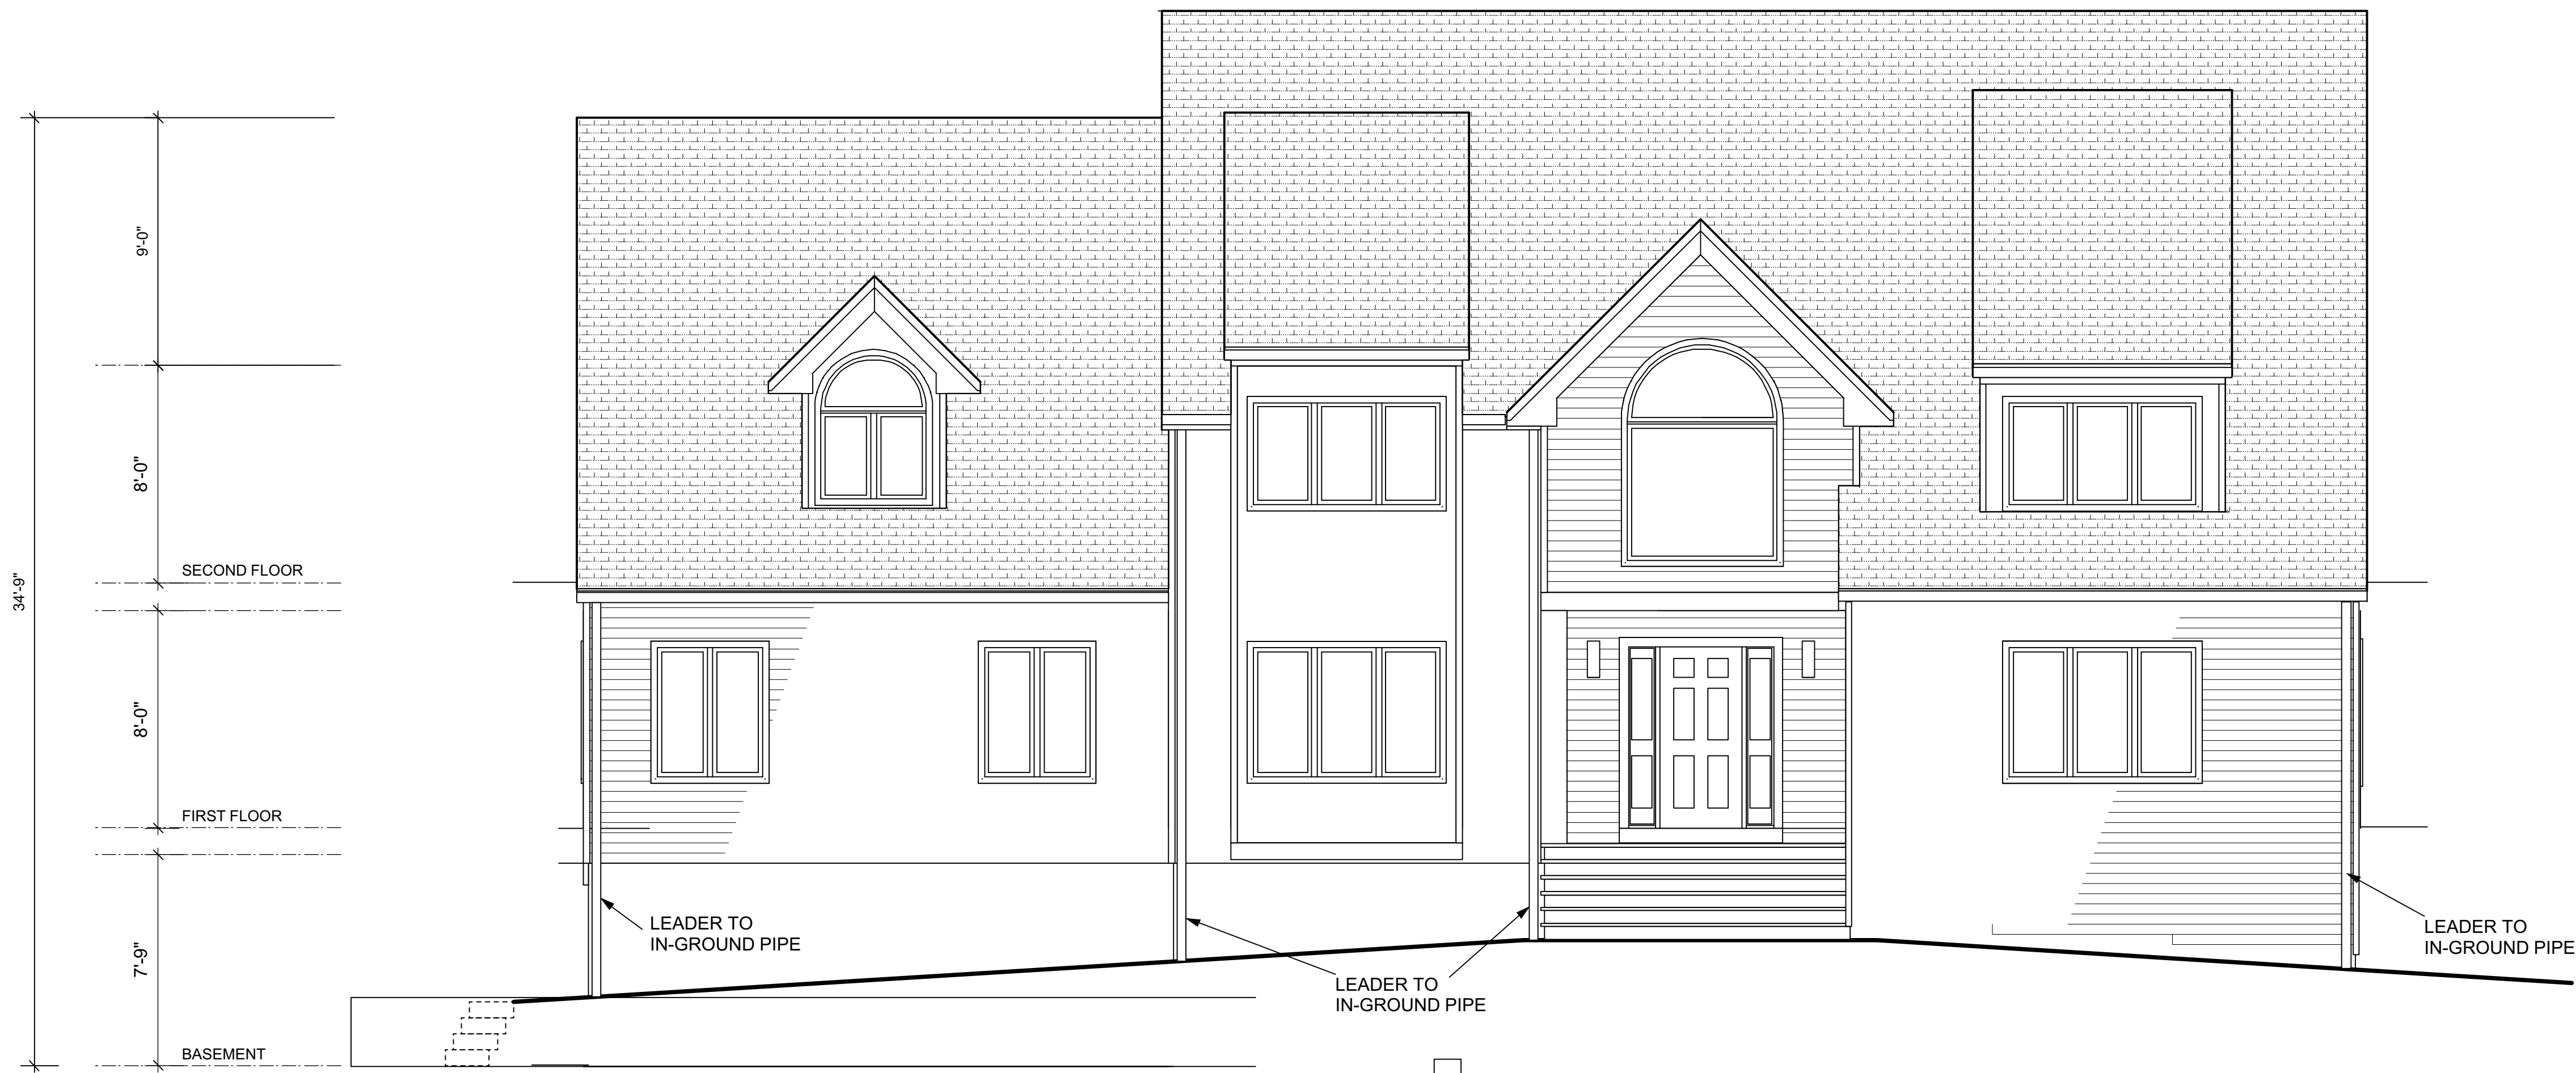 9'-0"
8'-0"
SECOND FLOOR
34'-9"
8'-0"
FIRST FLOOR
7'-9"
BASEMENT
LEADER TO
IN-GROUND PIPE
LEADER TO
IN-GROUND PIPE
LEADER TO
IN-GROUND PIPE